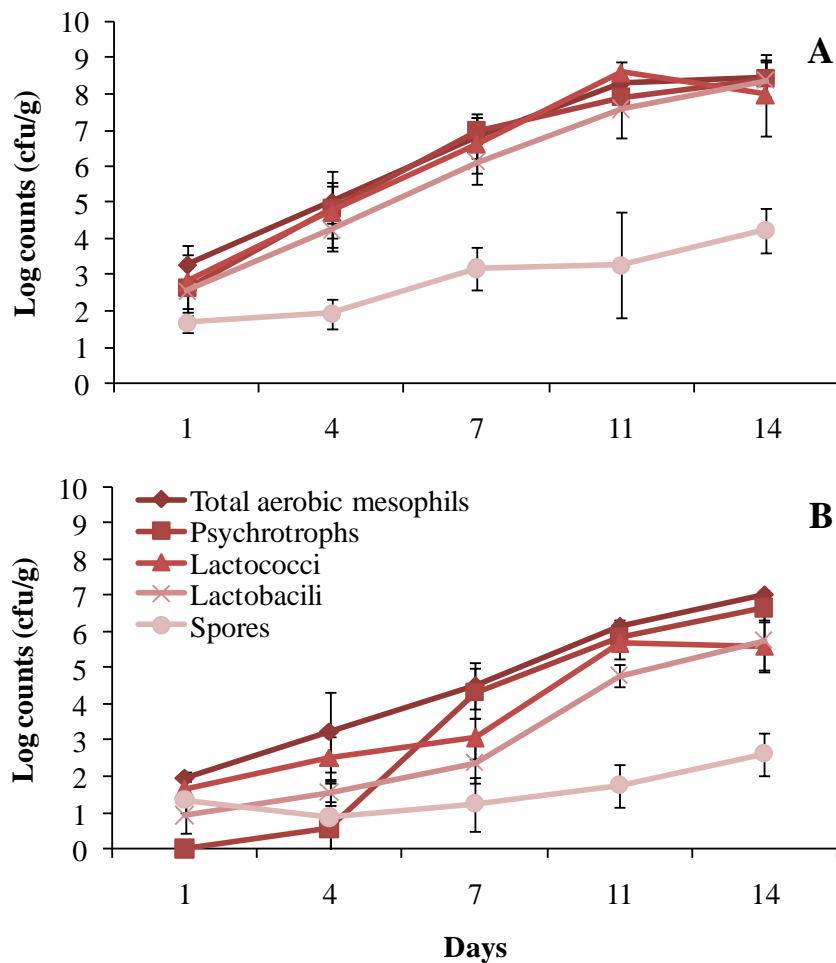 A
Log counts (cfu/g)
10
9
8
7
6
5
4
3
2
1
0
1 4 7 11 14
B
Log counts (cfu/g)
10
9
8
7
6
5
4
3
2
1
0
Total aerobic mesophils
Psychrotrophs
Lactococci
Lactobacili
Spores
1 4 7 11 14
Days